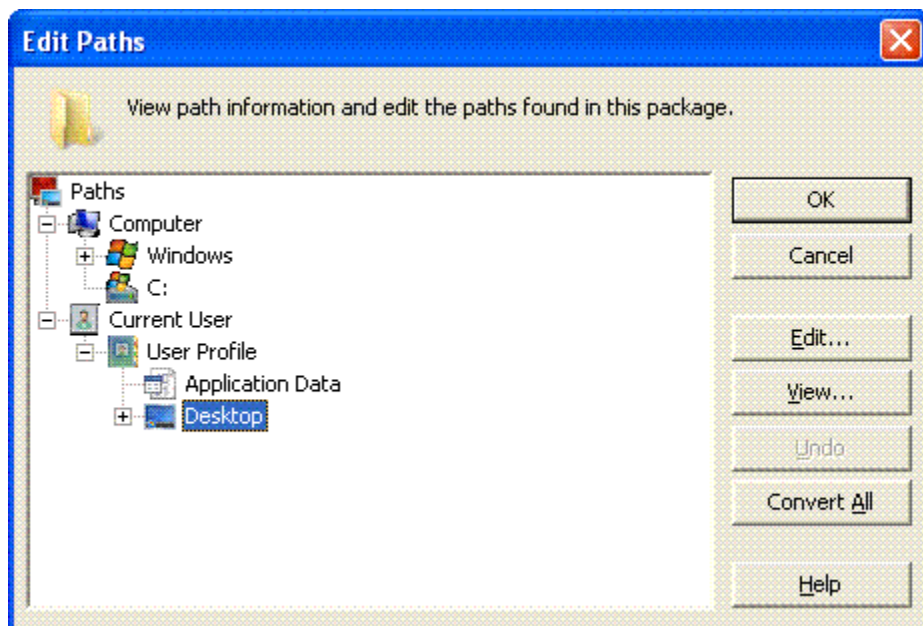 Edit Paths
View path information and edit the paths found in this package.
Paths
Computer
Windows
C:
Current User
User Profile
Application Data
Desktop
OK
Cancel
Edit...
View...
Undo
Convert All
Help